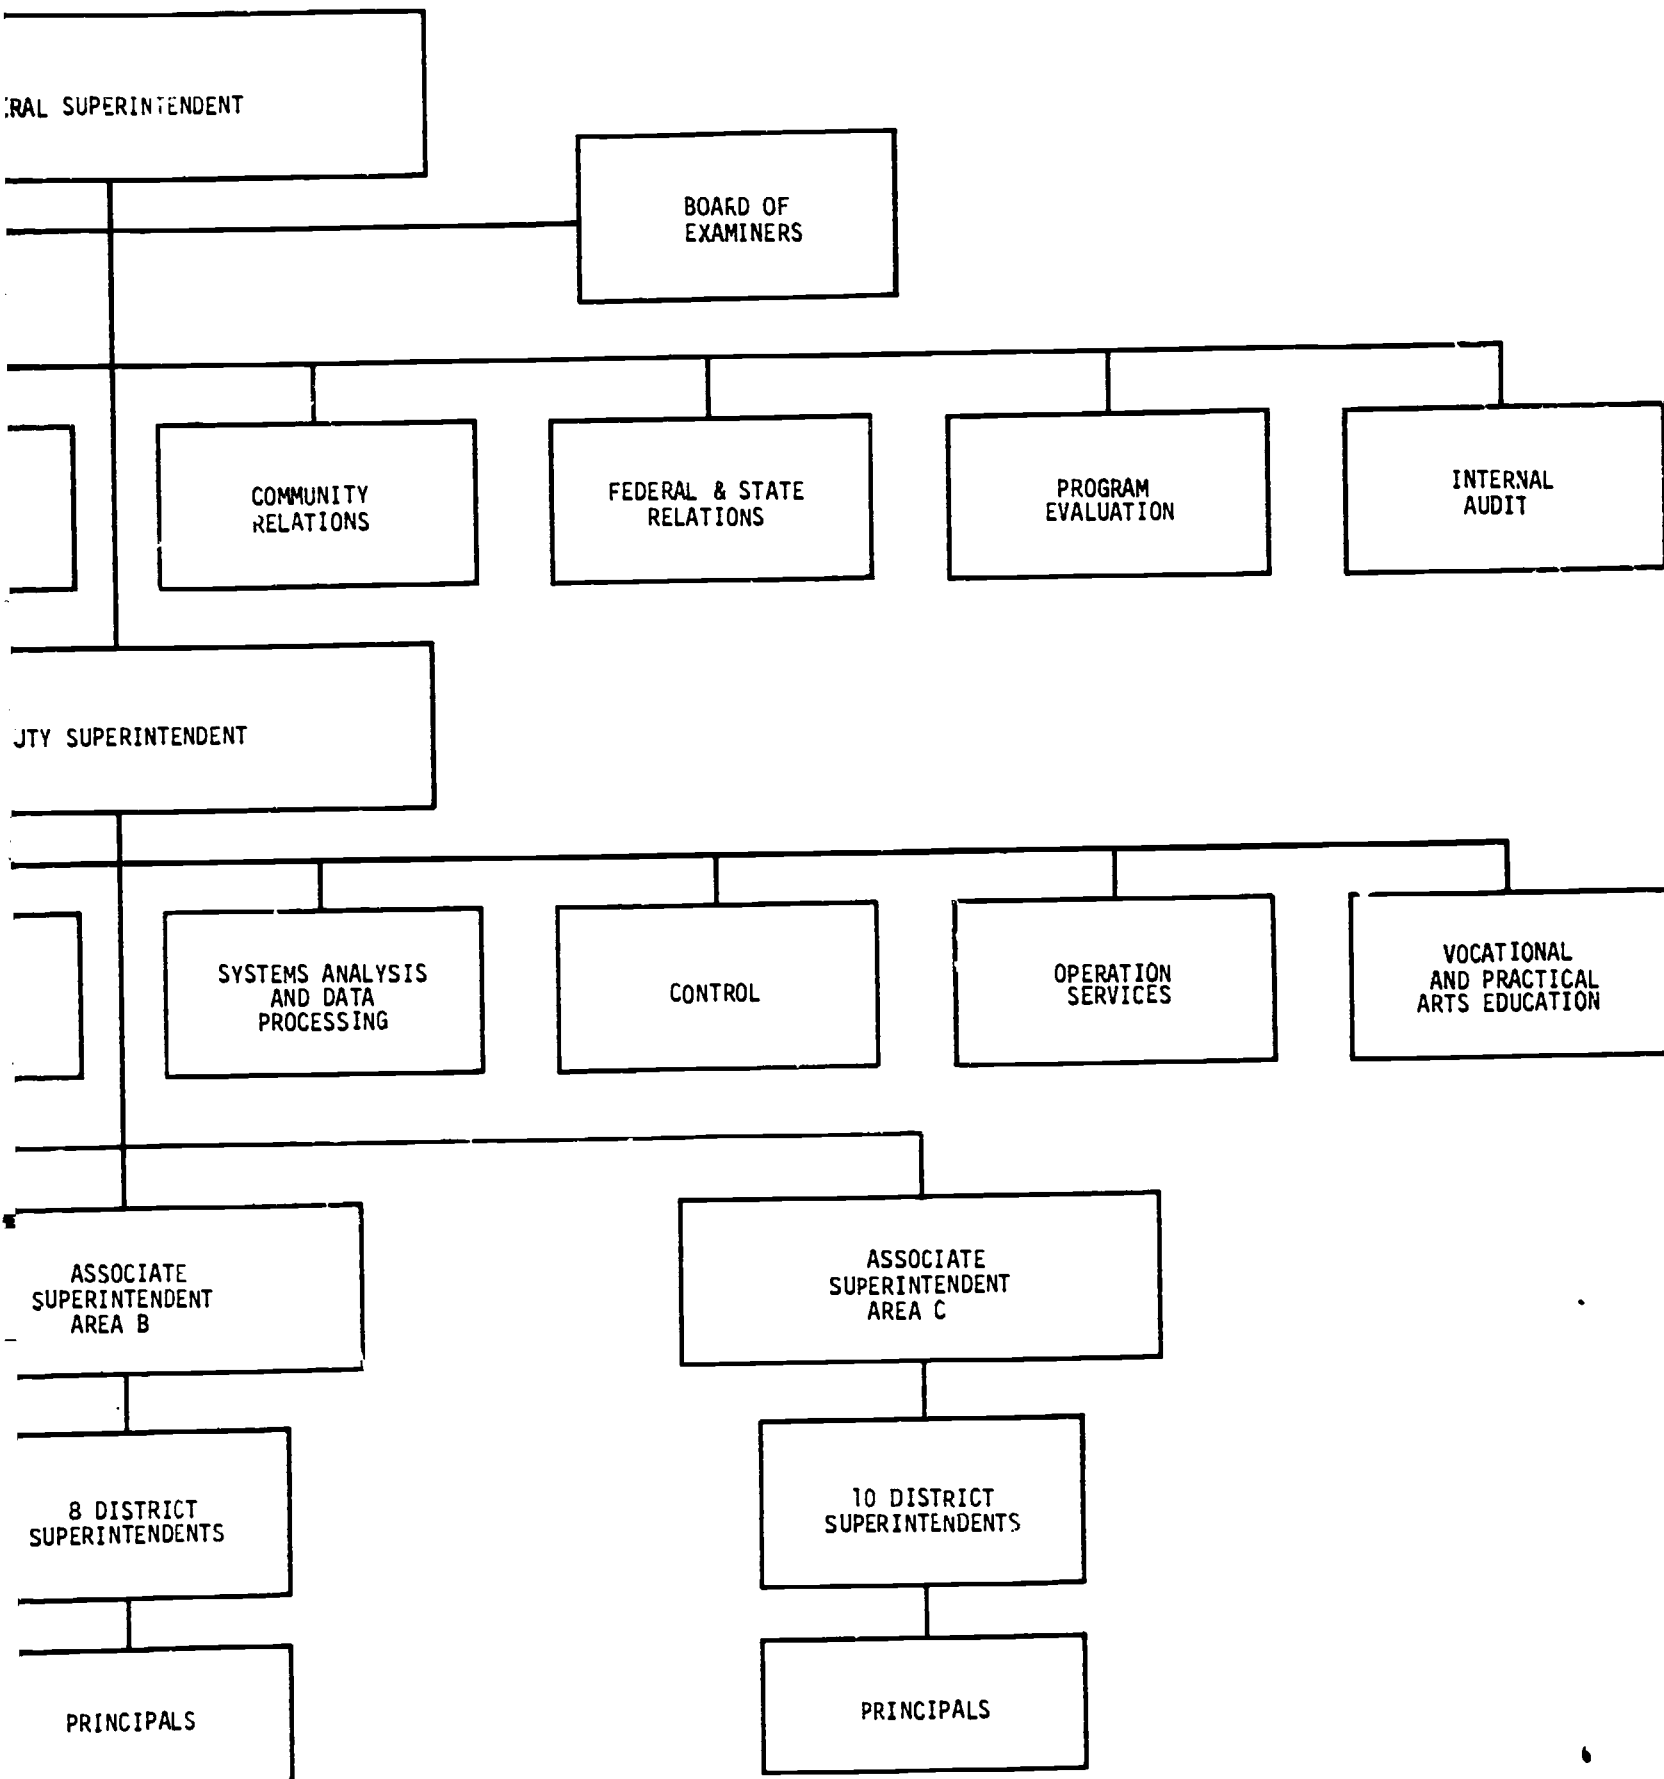 RAL SUPERINTENDENT
BOARD OF
EXAMINERS
COMMUNITY
RELATIONS
FEDERAL & STATE
RELATIONS
PROGRAM
EVALUATION
INTERNAL
AUDIT
UTY SUPERINTENDENT
SYSTEMS ANALYSIS
AND DATA
PROCESSING
CONTROL
OPERATION
SERVICES
VOCATIONAL
AND PRACTICAL
ARTS EDUCATION
ASSOCIATE
SUPERINTENDENT
AREA B
ASSOCIATE
SUPERINTENDENT
AREA C
8 DISTRICT
SUPERINTENDENTS
10 DISTRICT
SUPERINTENDENTS
PRINCIPALS
PRINCIPALS